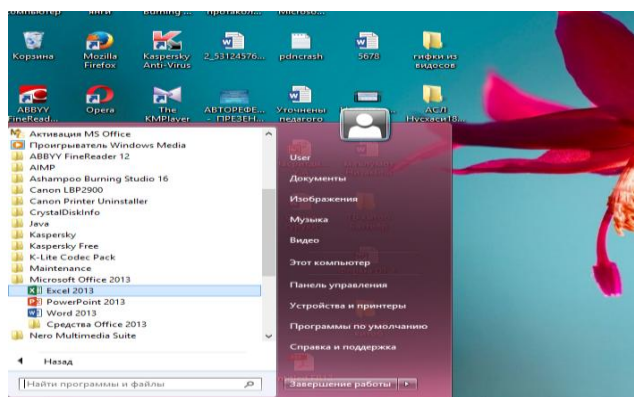 Корзина
Mozilla Firefox
Kaspersky Anti-Virus
2_53124576...
pdncrash
5678
гифки из видосов
ABBYY FineRead...
Opera
The KMPlayer
АВТОРЕФЕ... - ПРЕЗЕН...
Уточнены педагого...
АСЛ Нусхаси18...
Активация MS Office
Проигрыватель Windows Media
ABBYY FineReader 12
AIMP
Ashampoo Burning Studio 16
Canon LBP2900
Canon Printer Uninstaller
CrystalDiskInfo
Java
Kaspersky
Kaspersky Free
K-Lite Codec Pack
Maintenance
Microsoft Office 2013
Excel 2013
PowerPoint 2013
Word 2013
Средства Office 2013
Nero Multimedia Suite
Назад
Найти программы и файлы
User
Документы
Изображения
Музыка
Видео
Этот компьютер
Панель управления
Устройства и принтеры
Программы по умолчанию
Справка и поддержка
Завершение работы